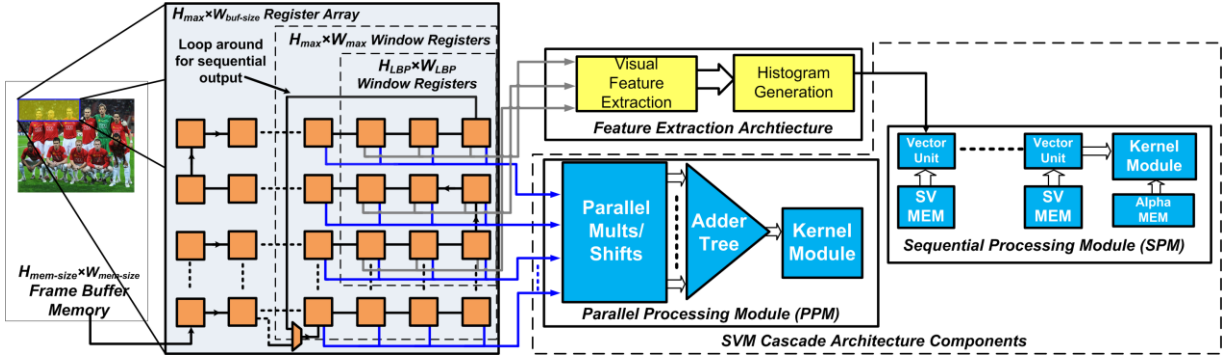 Hmax×Wbuf-size Register Array
Hmax×Wmax Window Registers
Loop around
for sequential
output
HLBP×WLBP
Window Registers
Hmem-size×Wmem-size
Frame Buffer
Memory
Visual
Feature
Extraction
Histogram
Generation
Feature Extraction Archtiecture
Parallel
Mults/
Shifts
Adder
Tree
Kernel
Module
Parallel Processing Module (PPM)
Vector
Unit
Vector
Unit
Kernel
Module
SV
MEM
SV
MEM
Alpha
MEM
Sequential Processing Module (SPM)
SVM Cascade Architecture Components